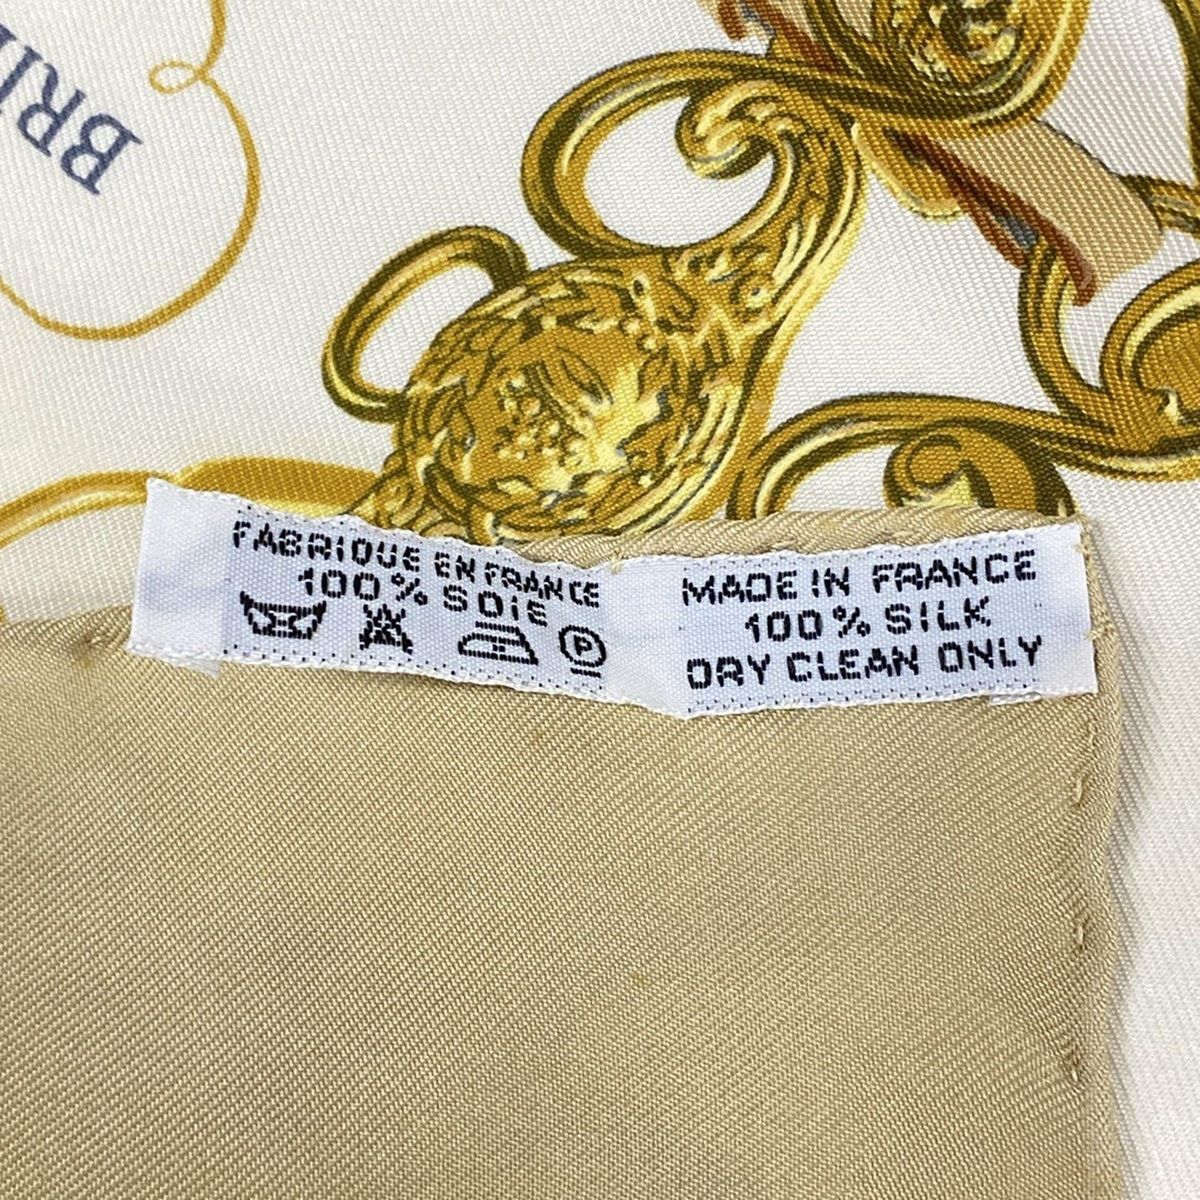 BRI
FABRIQUE EN FRANCE
100% SOIE
MADE IN FRANCE
100% SILK
DRY CLEAN ONLY
P